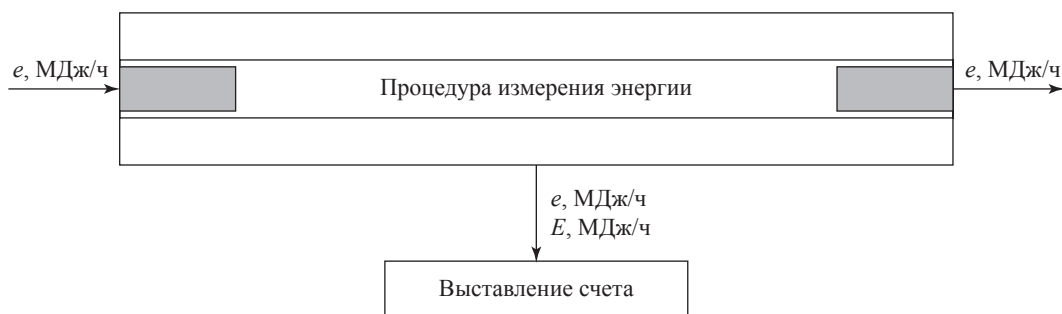 e, МДж/ч
Процедура измерения энергии
e, МДж/ч
e, МДж/ч
E, МДж/ч
Выставление счета